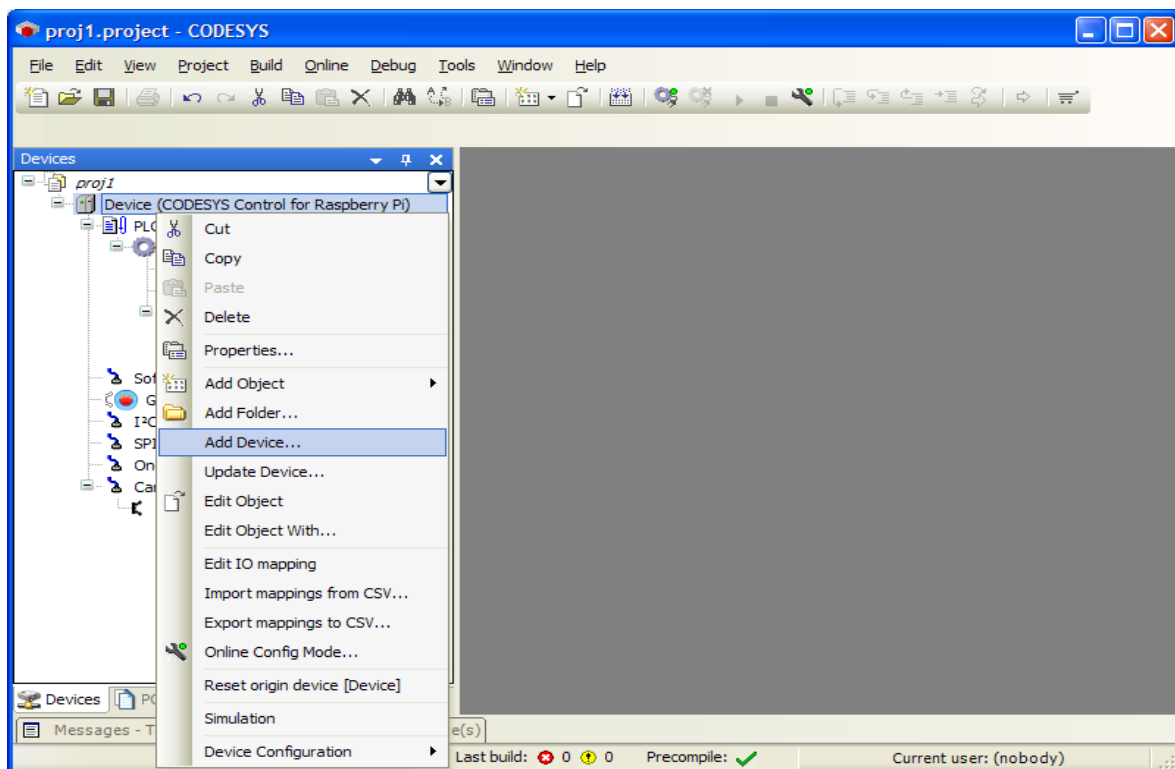 proj1.project - CODESYS
File Edit View Project Build Online Debug Tools Window Help
Devices
proj1
Device (CODESYS Control for Raspberry Pi)
PLC
Sof
G
I²C
SPI
On
Ca
Cut
Copy
Paste
Delete
Properties...
Add Object
Add Folder...
Add Device...
Update Device...
Edit Object
Edit Object With...
Edit IO mapping
Import mappings from CSV...
Export mappings to CSV...
Online Config Mode...
Reset origin device [Device]
Simulation
Device Configuration
Devices PO
Messages - T e(s)
Last build: 0 0 Precompile: Current user: (nobody)